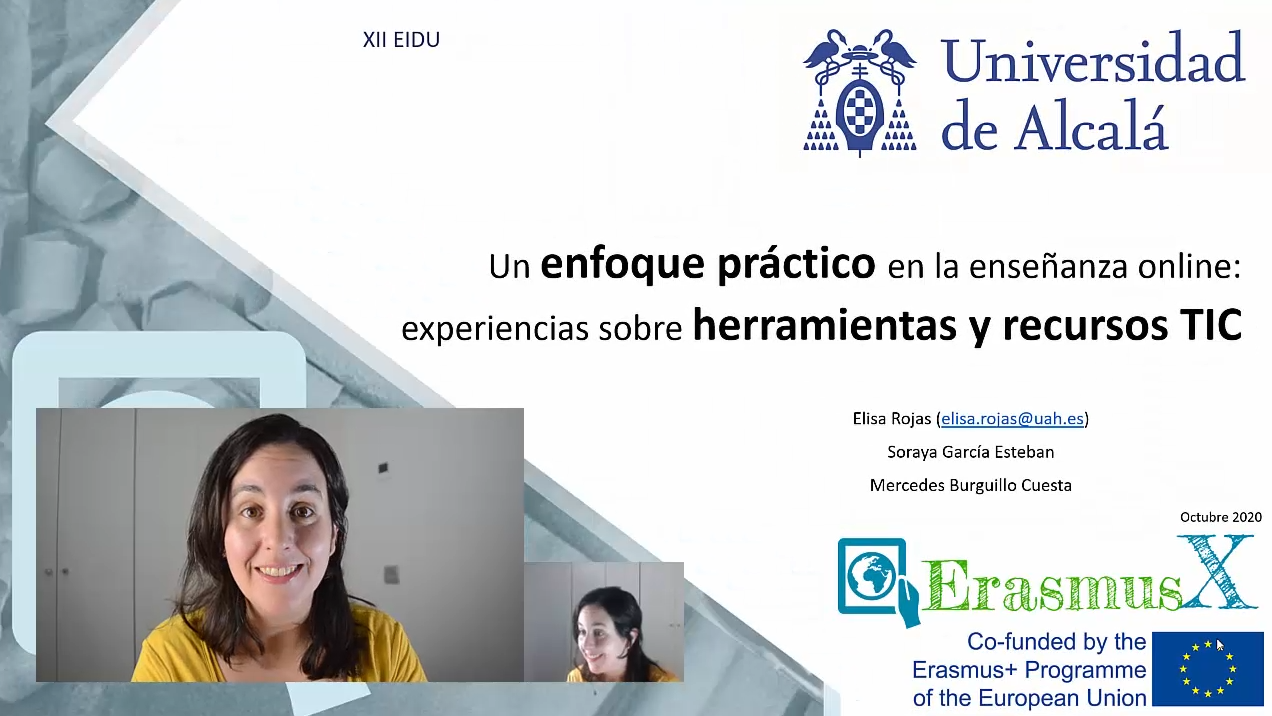 XII EIDU
Universidad
de Alcalá
Un enfoque práctico en la enseñanza online:
experiencias sobre herramientas y recursos TIC
Elisa Rojas (elisa.rojas@uah.es)
Soraya García Esteban
Mercedes Burguillo Cuesta
Octubre 2020
ErasmusX
Co-funded by the
Erasmus+ Programme
of the European Union